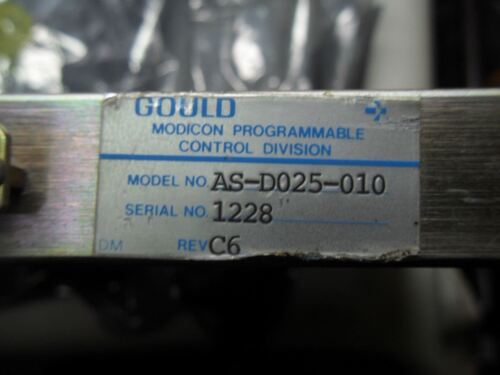 GOULD
MODICON PROGRAMMABLE
CONTROL DIVISION
MODEL NO. AS-D025-010
SERIAL NO. 1228
DM REV C6